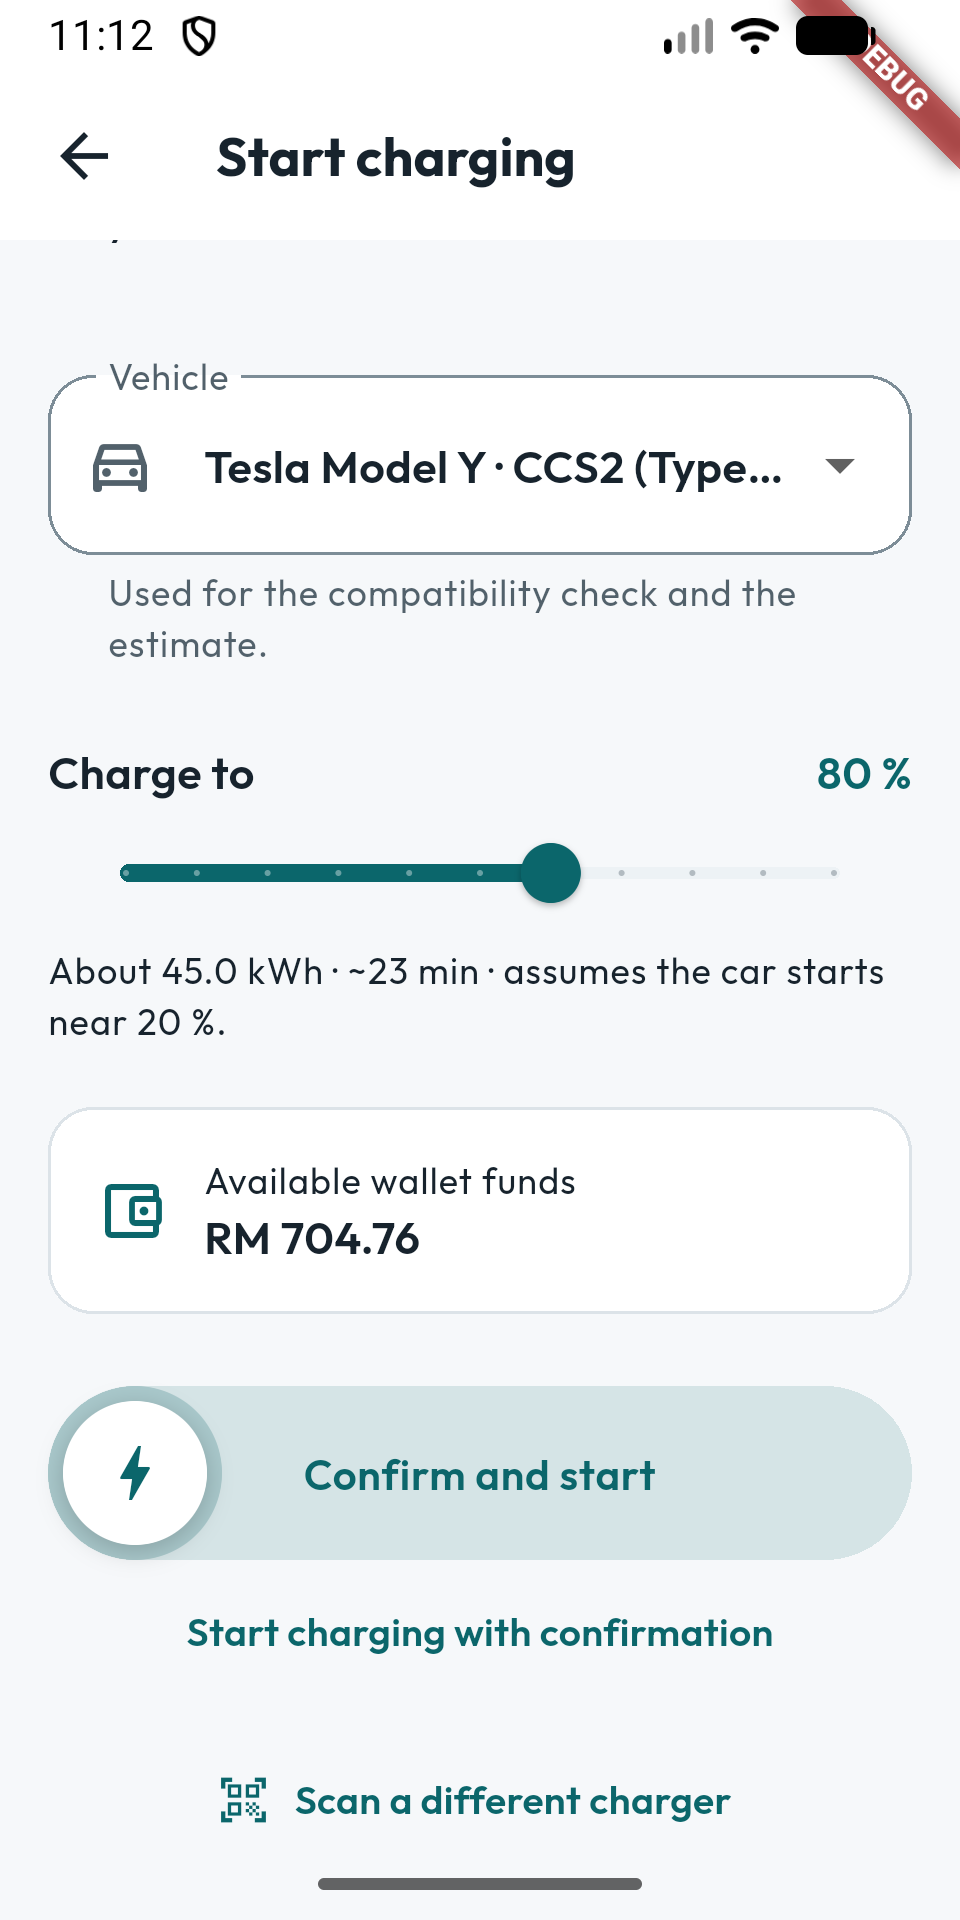 11:12
EBUG
Start charging
Vehicle
Tesla Model Y · CCS2 (Type...
Used for the compatibility check and the
estimate.
Charge to
80 %
About 45.0 kWh · ~23 min · assumes the car starts
near 20 %.
Available wallet funds
RM 704.76
Confirm and start
Start charging with confirmation
Scan a different charger